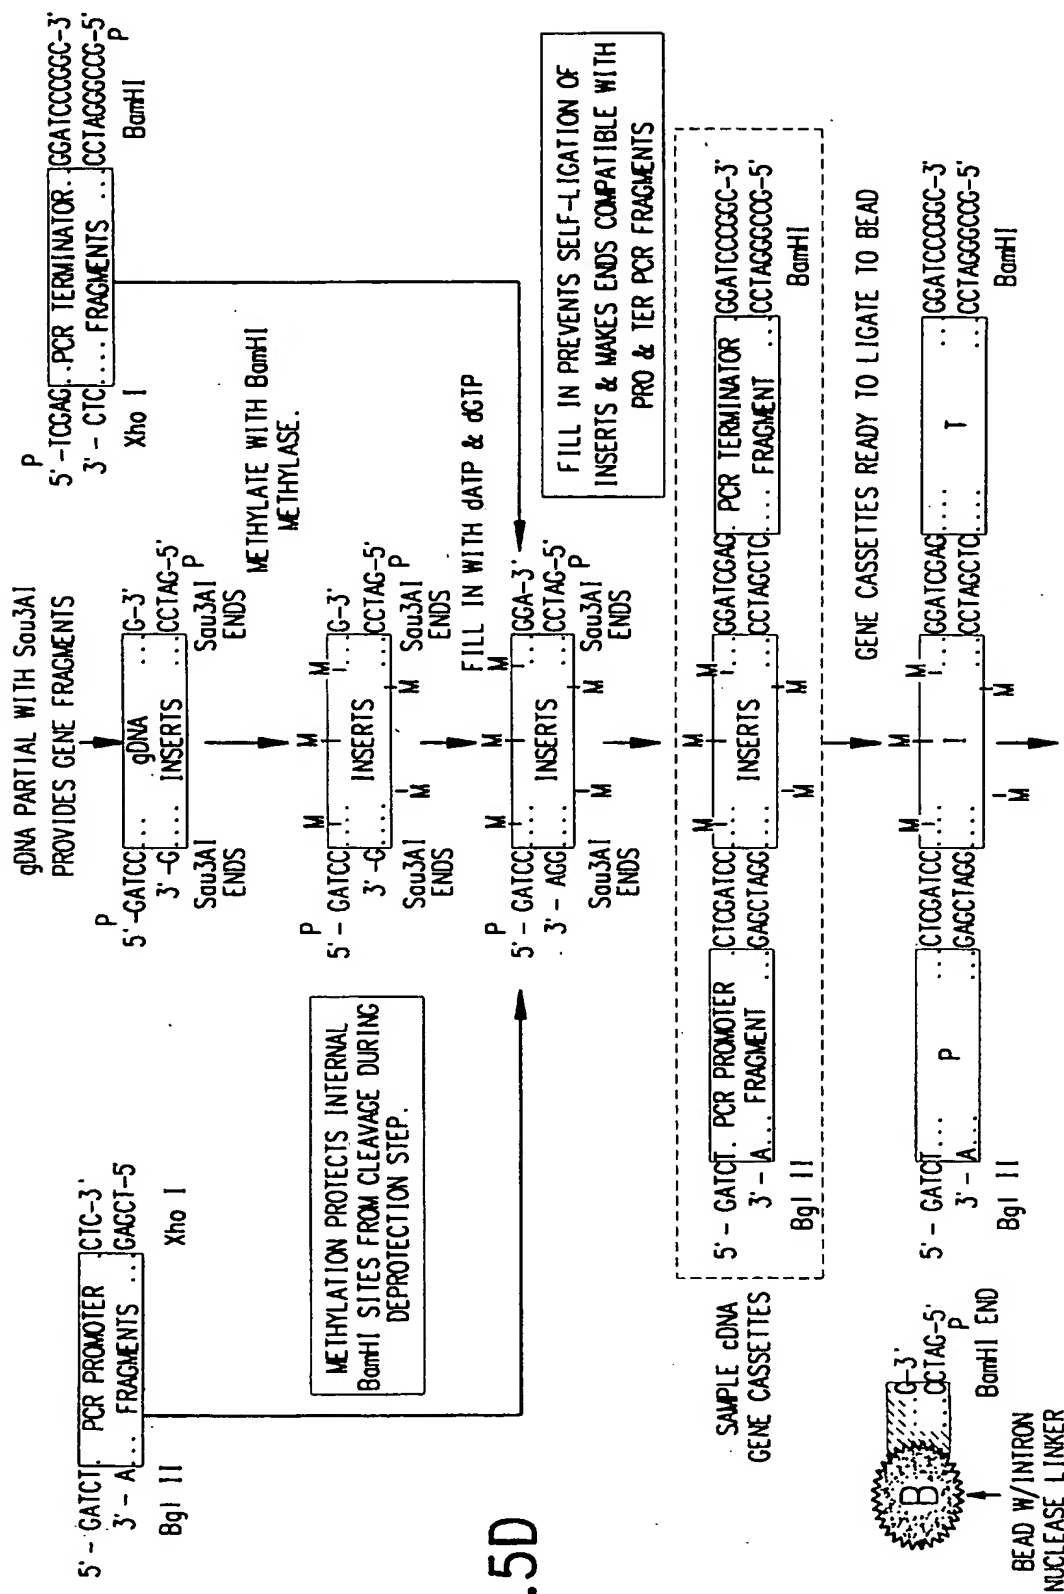 gDNA PARTIAL WITH Sau3AI
PROVIDES GENE FRAGMENTS
P
5'-GATCC... gDNA ... G-3'
3'-G.... INSERTS ...CCTAG-5'
P
Sau3AI
ENDS
Sau3AI
ENDS
P
5'-TCGAG..PCR TERMINATOR..GGATCCCGGC-3'
3'- CTC.... FRAGMENTS ...CCTAGGGCCG-5'
P
Xho I
BamHI
5'- GATCT. PCR PROMOTER .CTC-3'
3'- A... FRAGMENTS ...GAGCT-5
Bgl II
Xho I
METHYLATE WITH BamHI
METHYLASE.
M M M
P
5'- GATCC... ... G-3'
3'-G.... INSERTS ...CCTAG-5'
P
M M
Sau3AI
ENDS
Sau3AI
ENDS
METHYLATION PROTECTS INTERNAL
BamHI SITES FROM CLEAVAGE DURING
DEPROTECTION STEP.
FILL IN WITH dATP & dGTP
M M M
P
5'- GATCC... ...GGA-3'
3'- AGG.... INSERTS ...CCTAG-5'
P
M M
Sau3AI
ENDS
Sau3AI
ENDS
FILL IN PREVENTS SELF-LIGATION OF
INSERTS & MAKES ENDS COMPATIBLE WITH
PRO & TER PCR FRAGMENTS
SAMPLE cDNA
GENE CASSETTES
M M M
5'- GATCT. PCR PROMOTER .CTCGATCC... ...GGATCGAG. PCR TERMINATOR .GGATCCCGGC-3'
3'- A... FRAGMENT ...GAGCTAGG.... INSERTS ...CCTAGCTC.... FRAGMENT ...CCTAGGGCCG-5'
M M
Bgl II
BamHI
GENE CASSETTES READY TO LIGATE TO BEAD
M M M
5'- GATCT.... P ...CTCGATCC... I ...GGATCGAG.... T ..GGATCCCGGC-3'
3'- A... ...GAGCTAGG.... ...CCTAGCTC.... ...CCTAGGGCCG-5'
M M
Bgl II
BamHI
B
...G-3'
...CCTAG-5'
P
BamHI END
BEAD W/INTRON
NUCLEASE LINKER
.5D